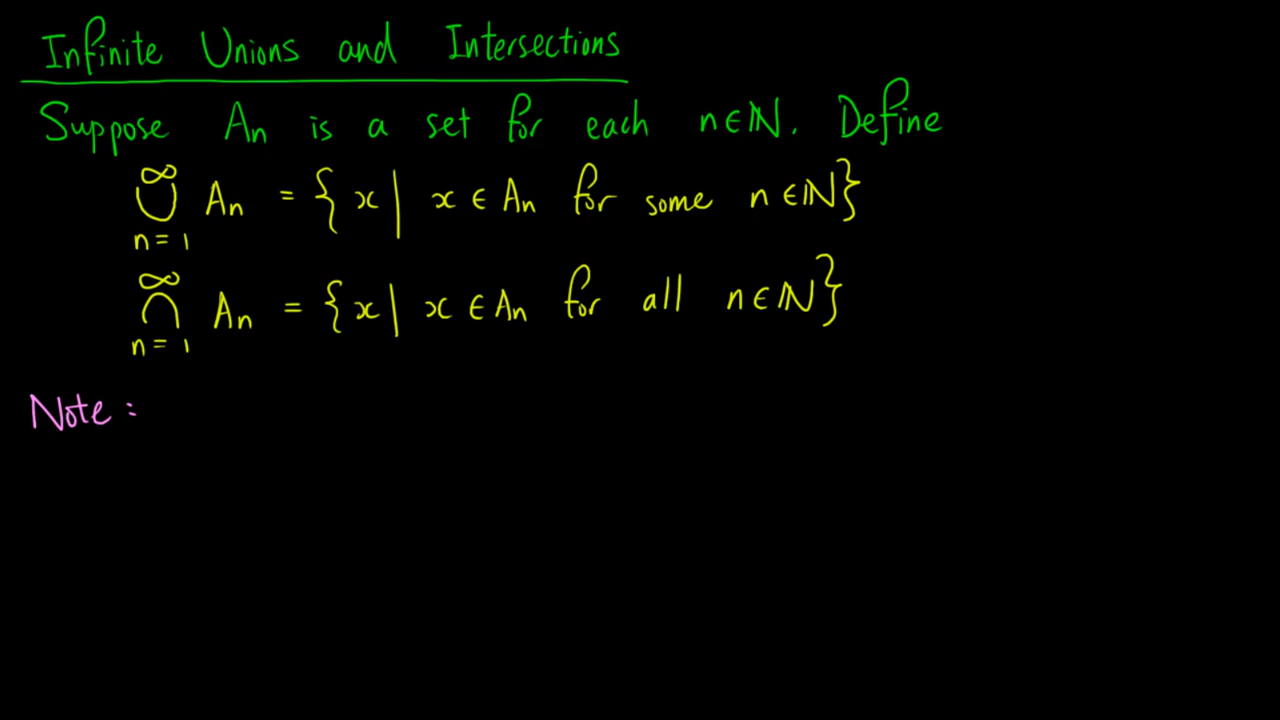 Infinite Unions and Intersections
Suppose An is a set for each n∈ℕ. Define
∞
∪ An = {x | x ∈ An for some n∈ℕ}
n=1
∞
∩ An = {x | x ∈ An for all n∈ℕ}
n=1
Note: